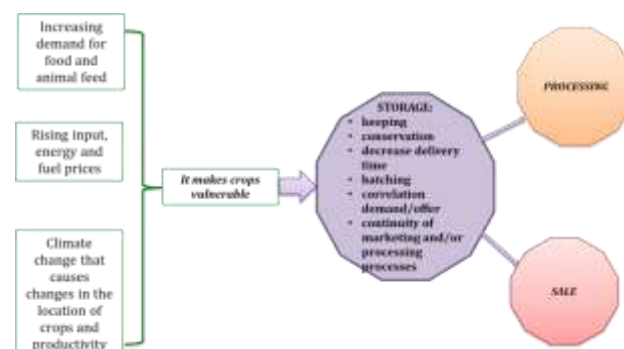 Increasing
demand for
food and
animal feed
Rising input,
energy and
fuel prices
Climate
change that
causes
changes in the
location of
crops and
productivity
It makes crops
vulnerable
STORAGE:
• keeping
• conservation
• decrease delivery
time
• batching
• correlation
demand/offer
• continuity of
marketing and/or
processing
processes
PROCESSING
SALE